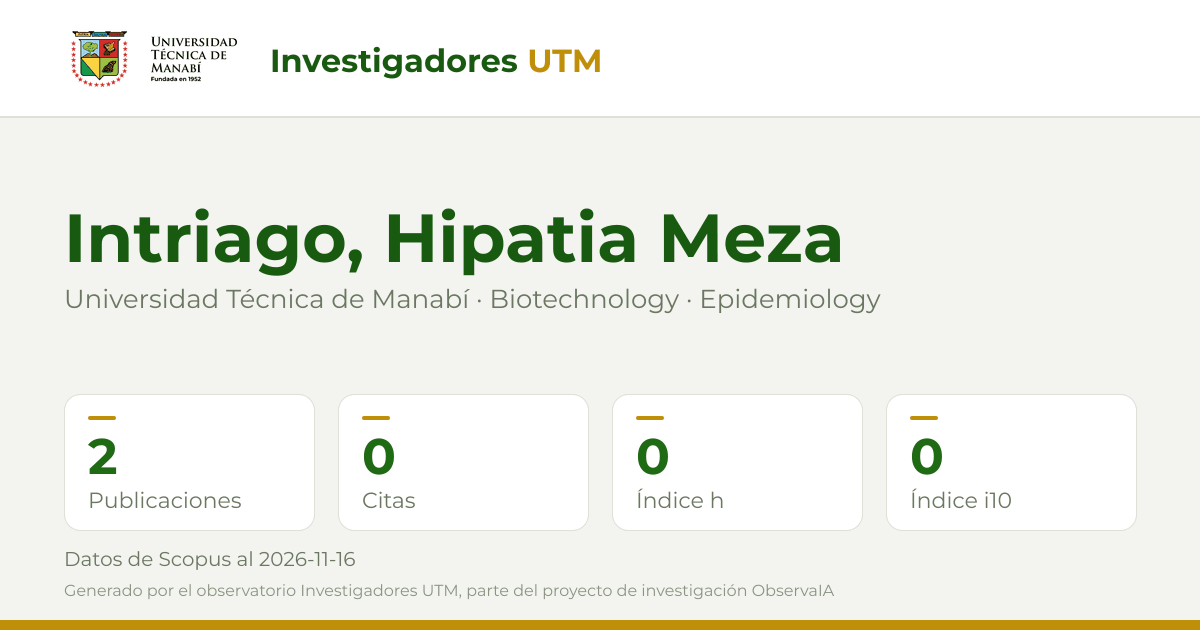 UNIVERSIDAD
TÉCNICA DE
MANABÍ
Fundada en 1952
Investigadores UTM
Intriago, Hipatia Meza
Universidad Técnica de Manabí · Biotechnology · Epidemiology
2
Publicaciones
0
Citas
0
Índice h
0
Índice i10
Datos de Scopus al 2026-11-16
Generado por el observatorio Investigadores UTM, parte del proyecto de investigación ObservaIA